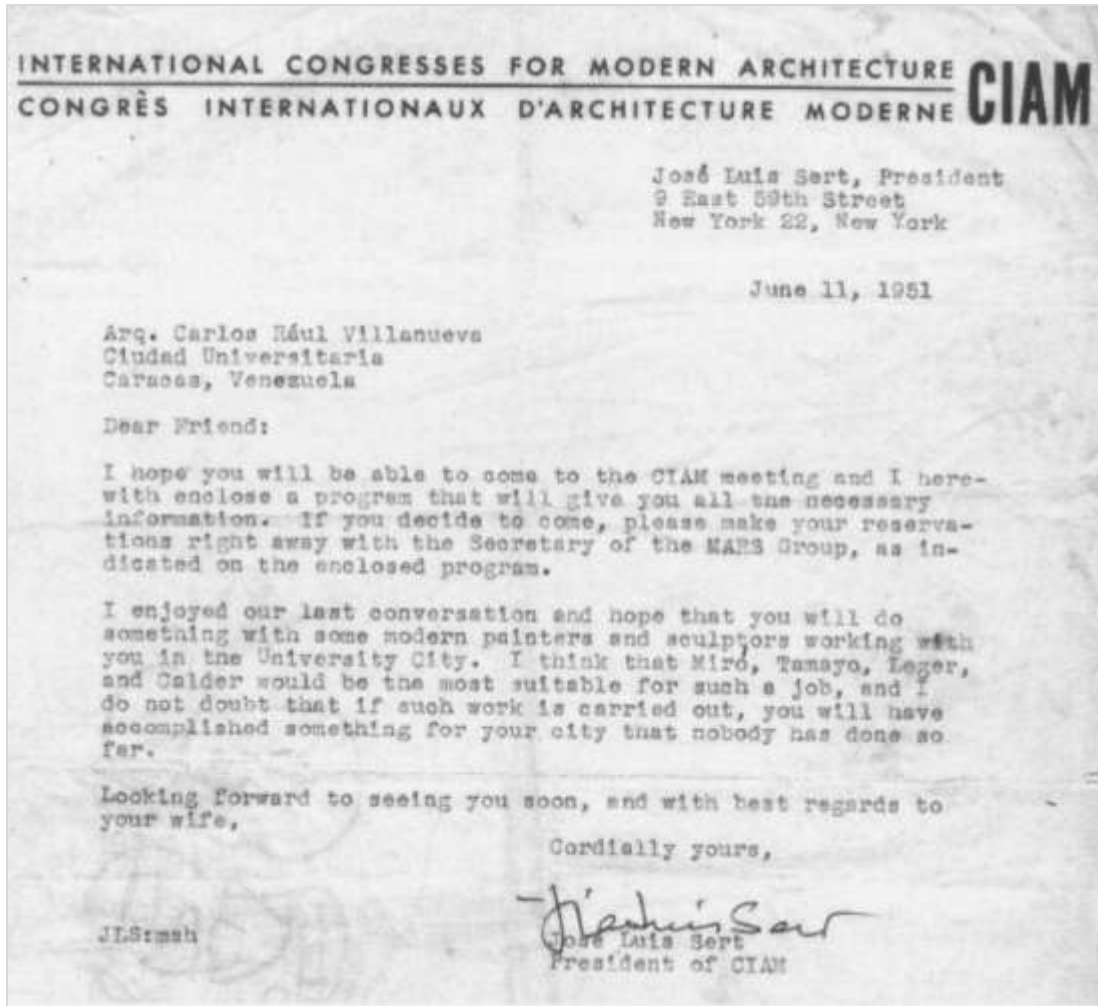 INTERNATIONAL CONGRESSES FOR MODERN ARCHITECTURE
CONGRÈS INTERNATIONAUX D'ARCHITECTURE MODERNE
CIAM
José Luis Sert, President
9 East 59th Street
New York 22, New York
June 11, 1951
Arq. Carlos Rául Villanueva
Ciudad Universitaria
Caracas, Venezuela
Dear Friend:
I hope you will be able to come to the CIAM meeting and I here-
with enclose a program that will give you all the necessary
information. If you decide to come, please make your reserva-
tions right away with the Secretary of the MARS Group, as in-
dicated on the enclosed program.
I enjoyed our last conversation and hope that you will do
something with some modern painters and sculptors working with
you in the University City. I think that Miró, Tamayo, Leger,
and Calder would be the most suitable for such a job, and I
do not doubt that if such work is carried out, you will have
accomplished something for your city that nobody has done so
far.
Looking forward to seeing you soon, and with best regards to
your wife,
Cordially yours,
José Luis Sert
JLS:msh
José Luis Sert
President of CIAM